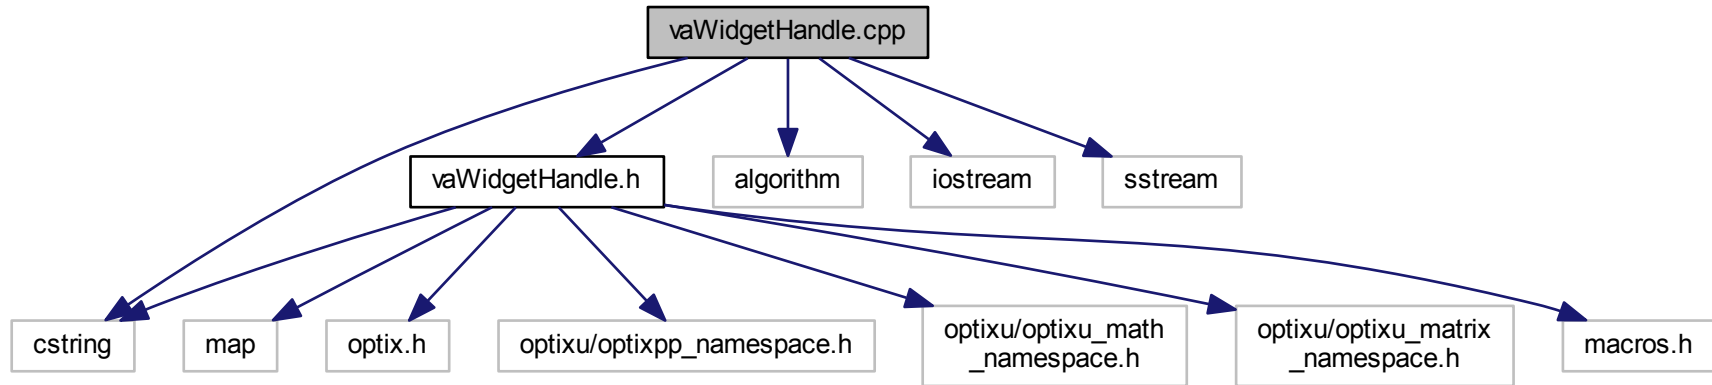 vaWidgetHandle.cpp
vaWidgetHandle.h
algorithm
iostream
sstream
cstring
map
optix.h
optixu/optixpp_namespace.h
optixu/optixu_math
_namespace.h
optixu/optixu_matrix
_namespace.h
macros.h